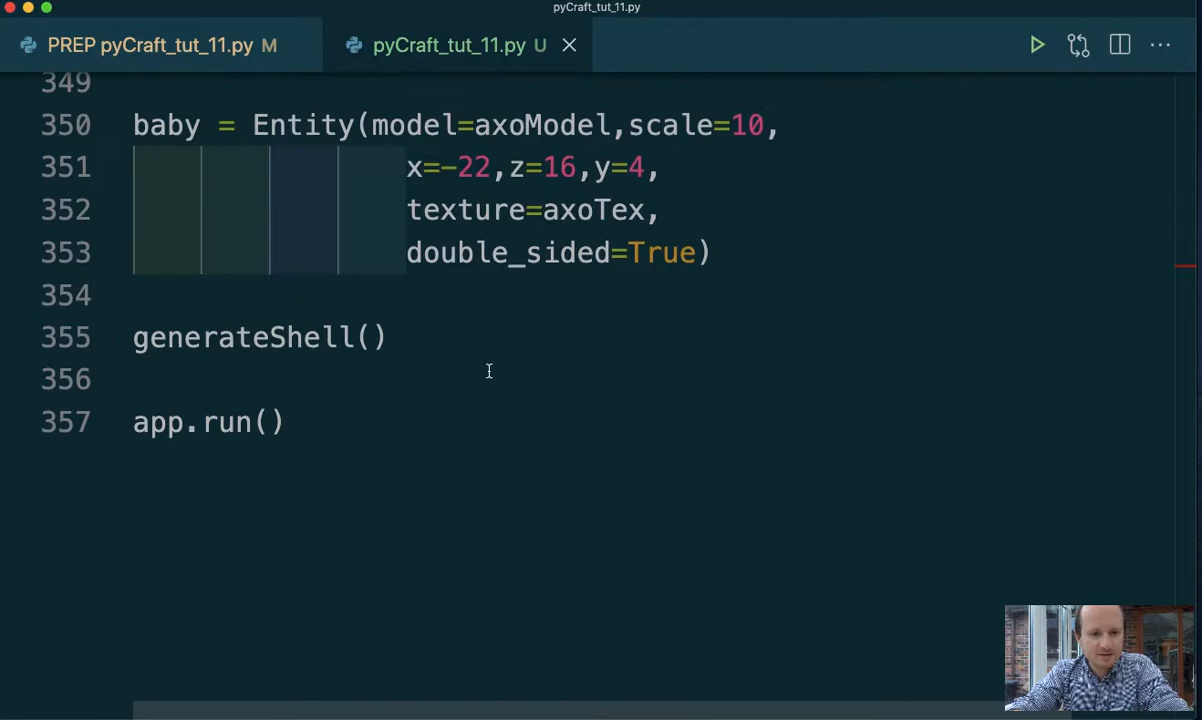 pyCraft_tut_11.py
PREP pyCraft_tut_11.py M pyCraft_tut_11.py U
349
350 baby = Entity(model=axoModel,scale=10,
351 x=-22,z=16,y=4,
352 texture=axoTex,
353 double_sided=True)
354
355 generateShell()
356
357 app.run()